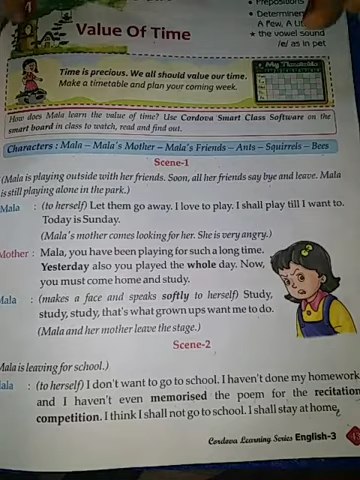 Prepositions
• Determiners
A Few, A Lit
★ the vowel sound
/e/ as in pet
Value Of Time
My Timetable
Time is precious. We all should value our time.
Make a timetable and plan your coming week.
How does Mala learn the value of time? Use Cordova Smart Class Software on the
smart board in class to watch, read and find out.
Characters : Mala – Mala's Mother – Mala's Friends – Ants – Squirrels – Bees
Scene-1
(Mala is playing outside with her friends. Soon, all her friends say bye and leave. Mala
is still playing alone in the park.)
Mala : (to herself) Let them go away. I love to play. I shall play till I want to.
Today is Sunday.
(Mala's mother comes looking for her. She is very angry.)
Mother : Mala, you have been playing for such a long time.
Yesterday also you played the whole day. Now,
you must come home and study.
Mala : (makes a face and speaks softly to herself) Study,
study, study, that's what grown ups want me to do.
(Mala and her mother leave the stage.)
Scene-2
Mala is leaving for school.)
ala : (to herself) I don't want to go to school. I haven't done my homework
and I haven't even memorised the poem for the recitation
competition. I think I shall not go to school. I shall stay at home.
Cordova Learning Series English-3